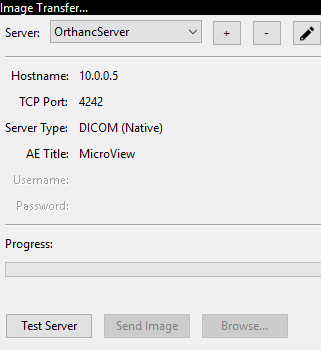 Image Transfer...
Server: OrthancServer + -
Hostname: 10.0.0.5
TCP Port: 4242
Server Type: DICOM (Native)
AE Title: MicroView
Username:
Password:
Progress:
Test Server Send Image Browse...